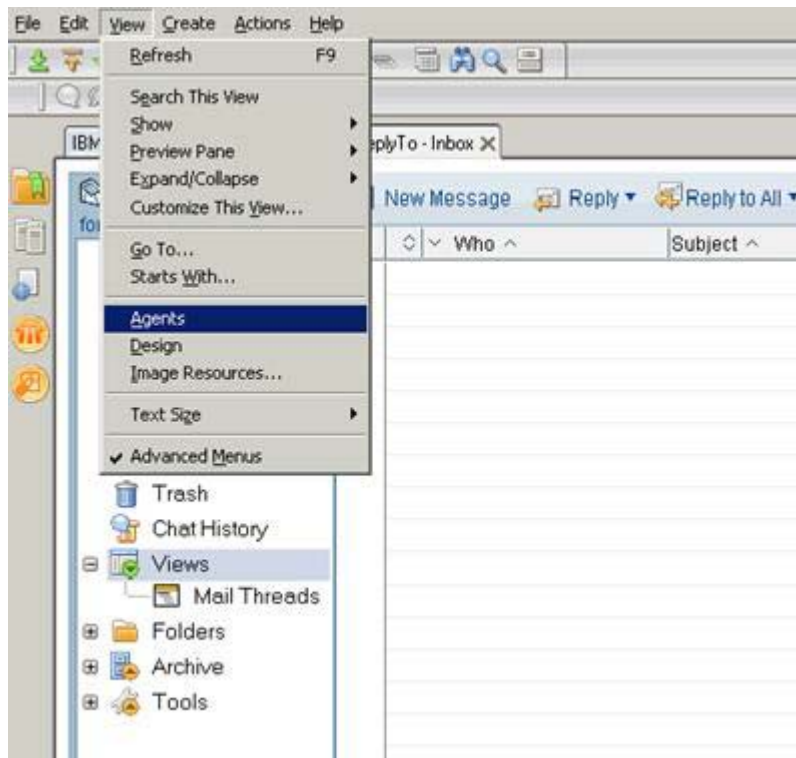 File Edit View Create Actions Help
Refresh F9
Search This View
Show
IBM
plyTo - Inbox
Preview Pane
Expand/Collapse
New Message Reply Reply to All
Customize This View...
for
Who Subject
Go To...
Starts With...
Agents
Design
Image Resources...
Text Size
Advanced Menus
Trash
Chat History
Views
Mail Threads
Folders
Archive
Tools